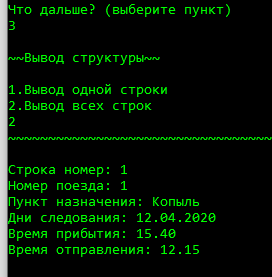 Что дальше? (выберите пункт)
3
~~Вывод структуры~~
1.Вывод одной строки
2.Вывод всех строк
2
~~~~~~~~~~~~~~~~~~~~~~~~~~~~~~~~~
Строка номер: 1
Номер поезда: 1
Пункт назначения: Копыль
Дни следования: 12.04.2020
Время прибытия: 15.40
Время отправления: 12.15